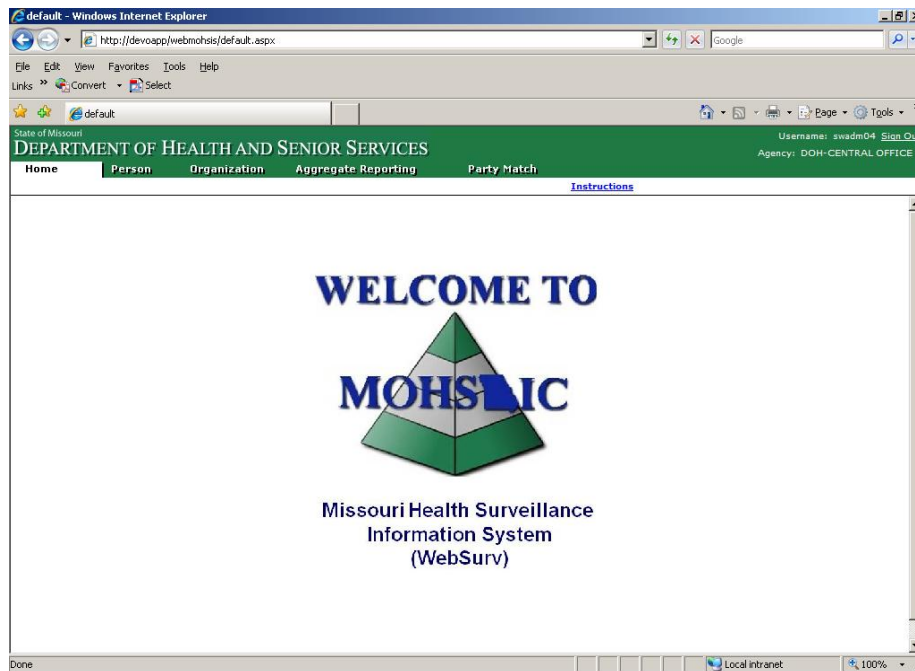 default - Windows Internet Explorer
http://devoapp/webmohsis/default.aspx
Google
File Edit View Favorites Tools Help
Links » Convert Select
default
Page Tools
State of Missouri
DEPARTMENT OF HEALTH AND SENIOR SERVICES
Username: swadm04 Sign Ou
Agency: DOH-CENTRAL OFFICE
Home Person Organization Aggregate Reporting Party Match
Instructions
WELCOME TO
MOHSAIC
Missouri Health Surveillance
Information System
(WebSurv)
Done
Local intranet
100%